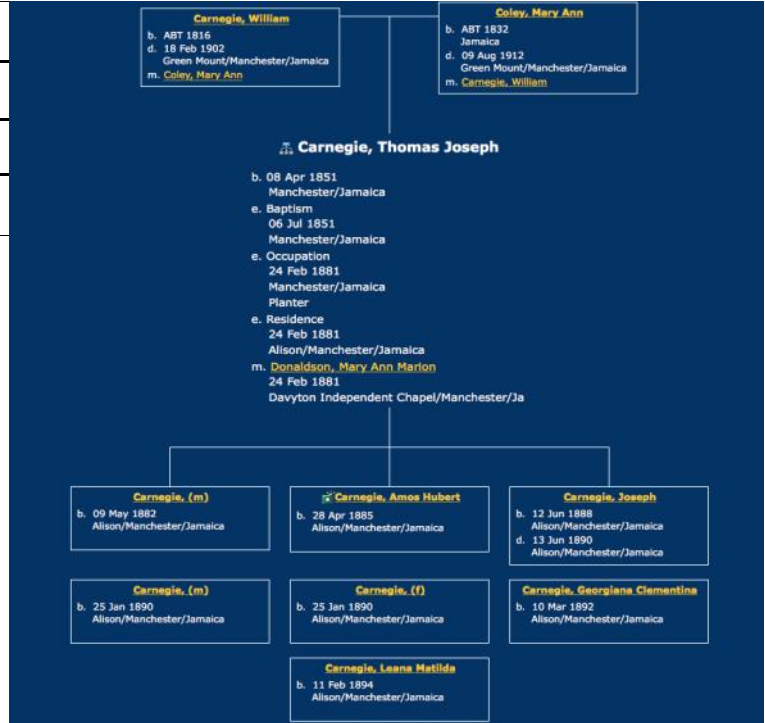 Carnegie, William
b. ABT 1816
d. 18 Feb 1902
Green Mount/Manchester/Jamaica
m. Coley, Mary Ann
Coley, Mary Ann
b. ABT 1832
Jamaica
d. 09 Aug 1912
Green Mount/Manchester/Jamaica
m. Carnegie, William
Carnegie, Thomas Joseph
b. 08 Apr 1851
Manchester/Jamaica
e. Baptism
06 Jul 1851
Manchester/Jamaica
e. Occupation
24 Feb 1881
Manchester/Jamaica
Planter
e. Residence
24 Feb 1881
Alison/Manchester/Jamaica
m. Donaldson, Mary Ann Marion
24 Feb 1881
Davyton Independent Chapel/Manchester/Ja
Carnegie, (m)
b. 09 May 1882
Alison/Manchester/Jamaica
Carnegie, Amos Hubert
b. 28 Apr 1885
Alison/Manchester/Jamaica
Carnegie, Joseph
b. 12 Jun 1888
Alison/Manchester/Jamaica
d. 13 Jun 1890
Alison/Manchester/Jamaica
Carnegie, (m)
b. 25 Jan 1890
Alison/Manchester/Jamaica
Carnegie, (f)
b. 25 Jan 1890
Alison/Manchester/Jamaica
Carnegie, Georgiana Clementina
b. 10 Mar 1892
Alison/Manchester/Jamaica
Carnegie, Leana Matilda
b. 11 Feb 1894
Alison/Manchester/Jamaica